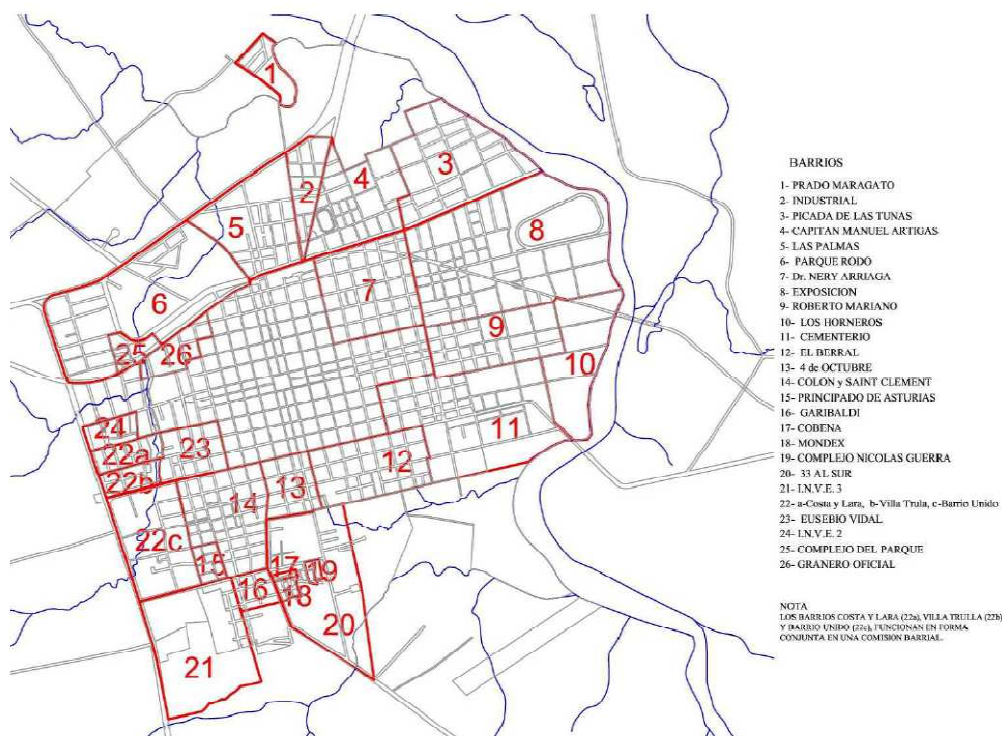 1
2
3
4
5
6
7
8
9
10
11
12
13
14
15
16
17
18
19
20
21
22a
22b
22c
23
24
25
26
BARRIOS
1- PRADO MARAGATO
2- INDUSTRIAL
3- PICADA DE LAS TUNAS
4- CAPITAN MANUEL ARTIGAS
5- LAS PALMAS
6- PARQUE RODÓ
7- Dr. NERY ARRIAGA
8- EXPOSICION
9- ROBERTO MARIANO
10- LOS HORNEROS
11- CEMENTERIO
12- EL BERRAL
13- 4 de OCTUBRE
14- COLON y SAINT CLEMENT
15- PRINCIPADO DE ASTURIAS
16- GARIBALDI
17- COBENA
18- MONDEX
19- COMPLEJO NICOLAS GUERRA
20- 33 AL SUR
21- I.N.V.E. 3
22- a-Costa y Lara, b-Villa Trula, c-Barrio Unido
23- EUSEBIO VIDAL
24- I.N.V.E. 2
25- COMPLEJO DEL PARQUE
26- GRANERO OFICIAL
NOTA
LOS BARRIOS COSTA Y LARA (22a), VILLA TRULLA (22b)
Y BARRIO UNIDO (22c), FUNCIONAN EN FORMA
CONJUNTA EN UNA COMISION BARRIAL.